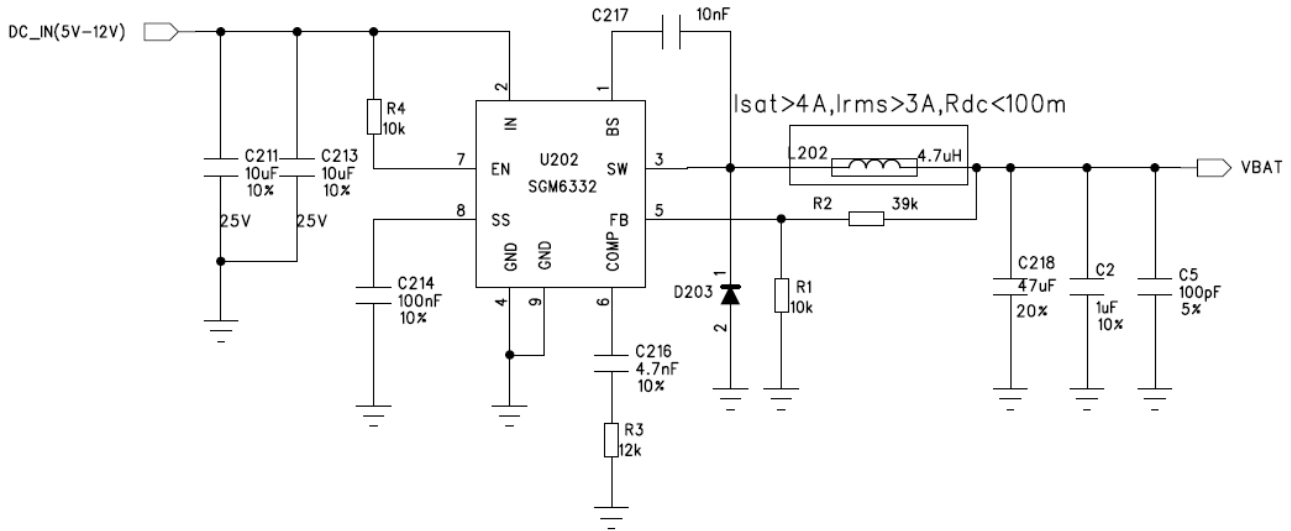 C217 10nF
DC_IN(5V-12V)
2
1
Isat>4A,Irms>3A,Rdc<100m
R4
10k
IN
BS
C211
10uF
10%
C213
10uF
10%
U202
SGM6332
L202 4.7uH
7
EN
SW
3
VBAT
R2 39k
8
SS
FB
5
25V
25V
GND
GND
COMP
C214
100nF
10%
4
9
6
D203
1
2
R1
10k
C218
47uF
20%
C2
1uF
10%
C5
100pF
5%
C216
4.7nF
10%
R3
12k